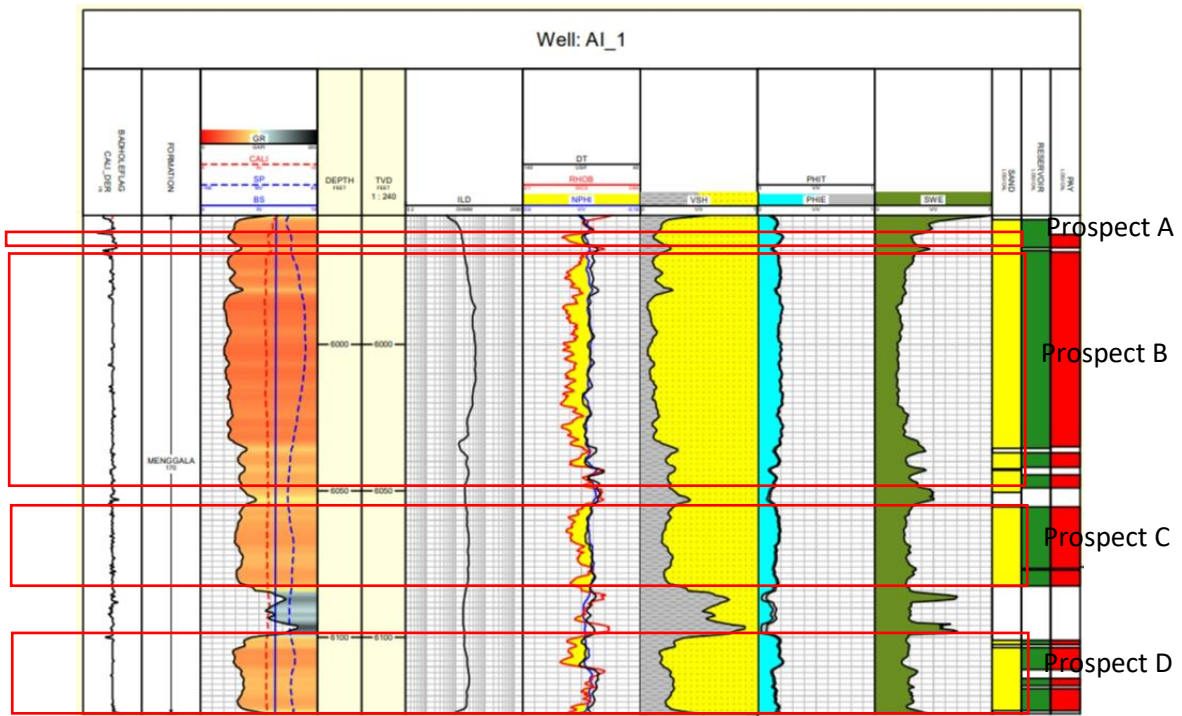 Well: AI_1
BADHOLEFLAG
CALI_DER
FORMATION
GR
CALI
SP
BS
DEPTH
FEET
TVD
FEET
1 : 240
ILD
DT
RHOB
NPHI
VSH
PHIT
PHIE
SWE
SAND
RESERVOIR
PAY
Prospect A
6000 6000
Prospect B
MENGGALA
170
6050 6050
Prospect C
6100 6100
Prospect D